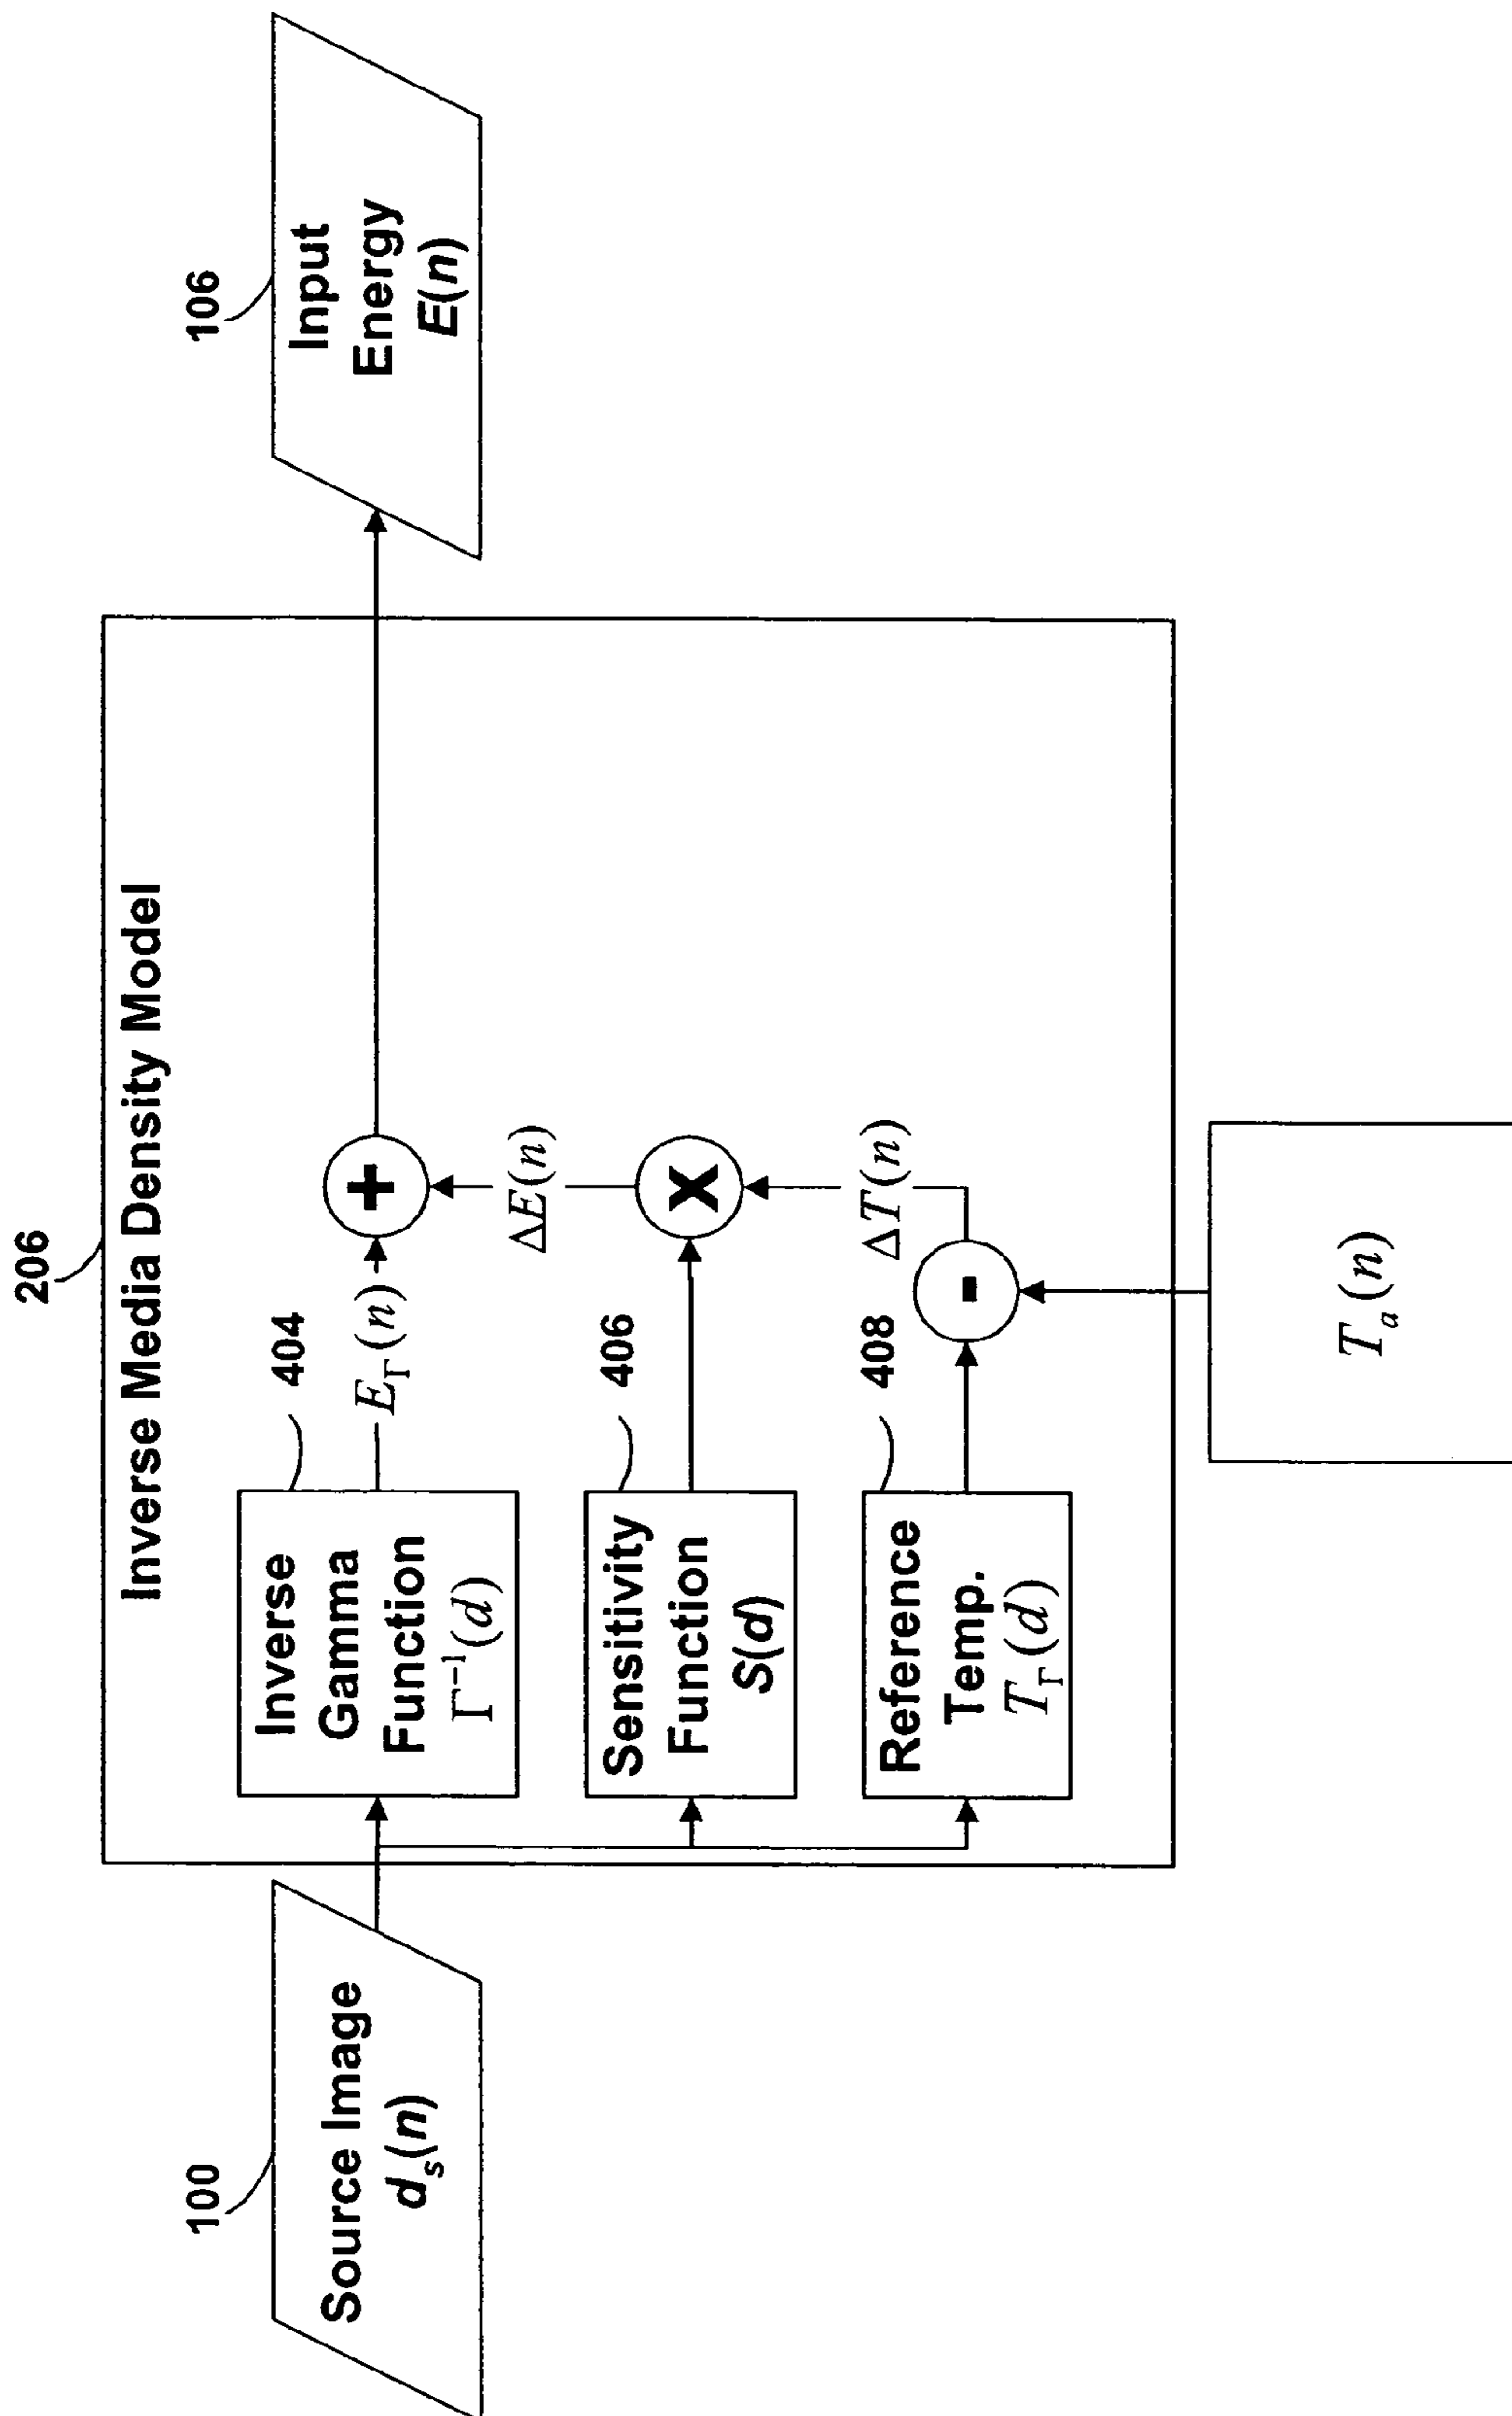 206
Inverse Media Density Model
100
Source Image
d_s(n)
404
Inverse
Gamma
Function
Γ⁻¹(d)
E_Γ(n)
+
106
Input
Energy
E(n)
ΔE(n)
406
Sensitivity
Function
S(d)
X
ΔT(n)
408
Reference
Temp.
T_Γ(d)
-
T_a(n)